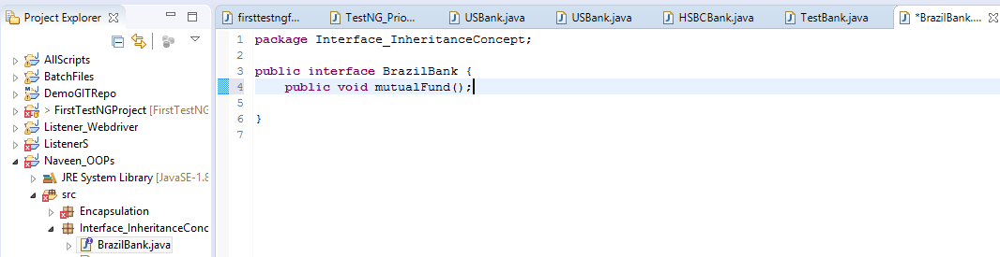 Project Explorer
AllScripts
BatchFiles
DemoGITRepo
> FirstTestNGProject [FirstTestNG
Listener_Webdriver
ListenerS
Naveen_OOPs
JRE System Library [JavaSE-1.8
src
Encapsulation
Interface_InheritanceConc
BrazilBank.java
firsttestngf...
TestNG_Prio...
USBank.java
USBank.java
HSBCBank.java
TestBank.java
*BrazilBank....
1 package Interface_InheritanceConcept;
2
3 public interface BrazilBank {
4 public void mutualFund();
5
6 }
7